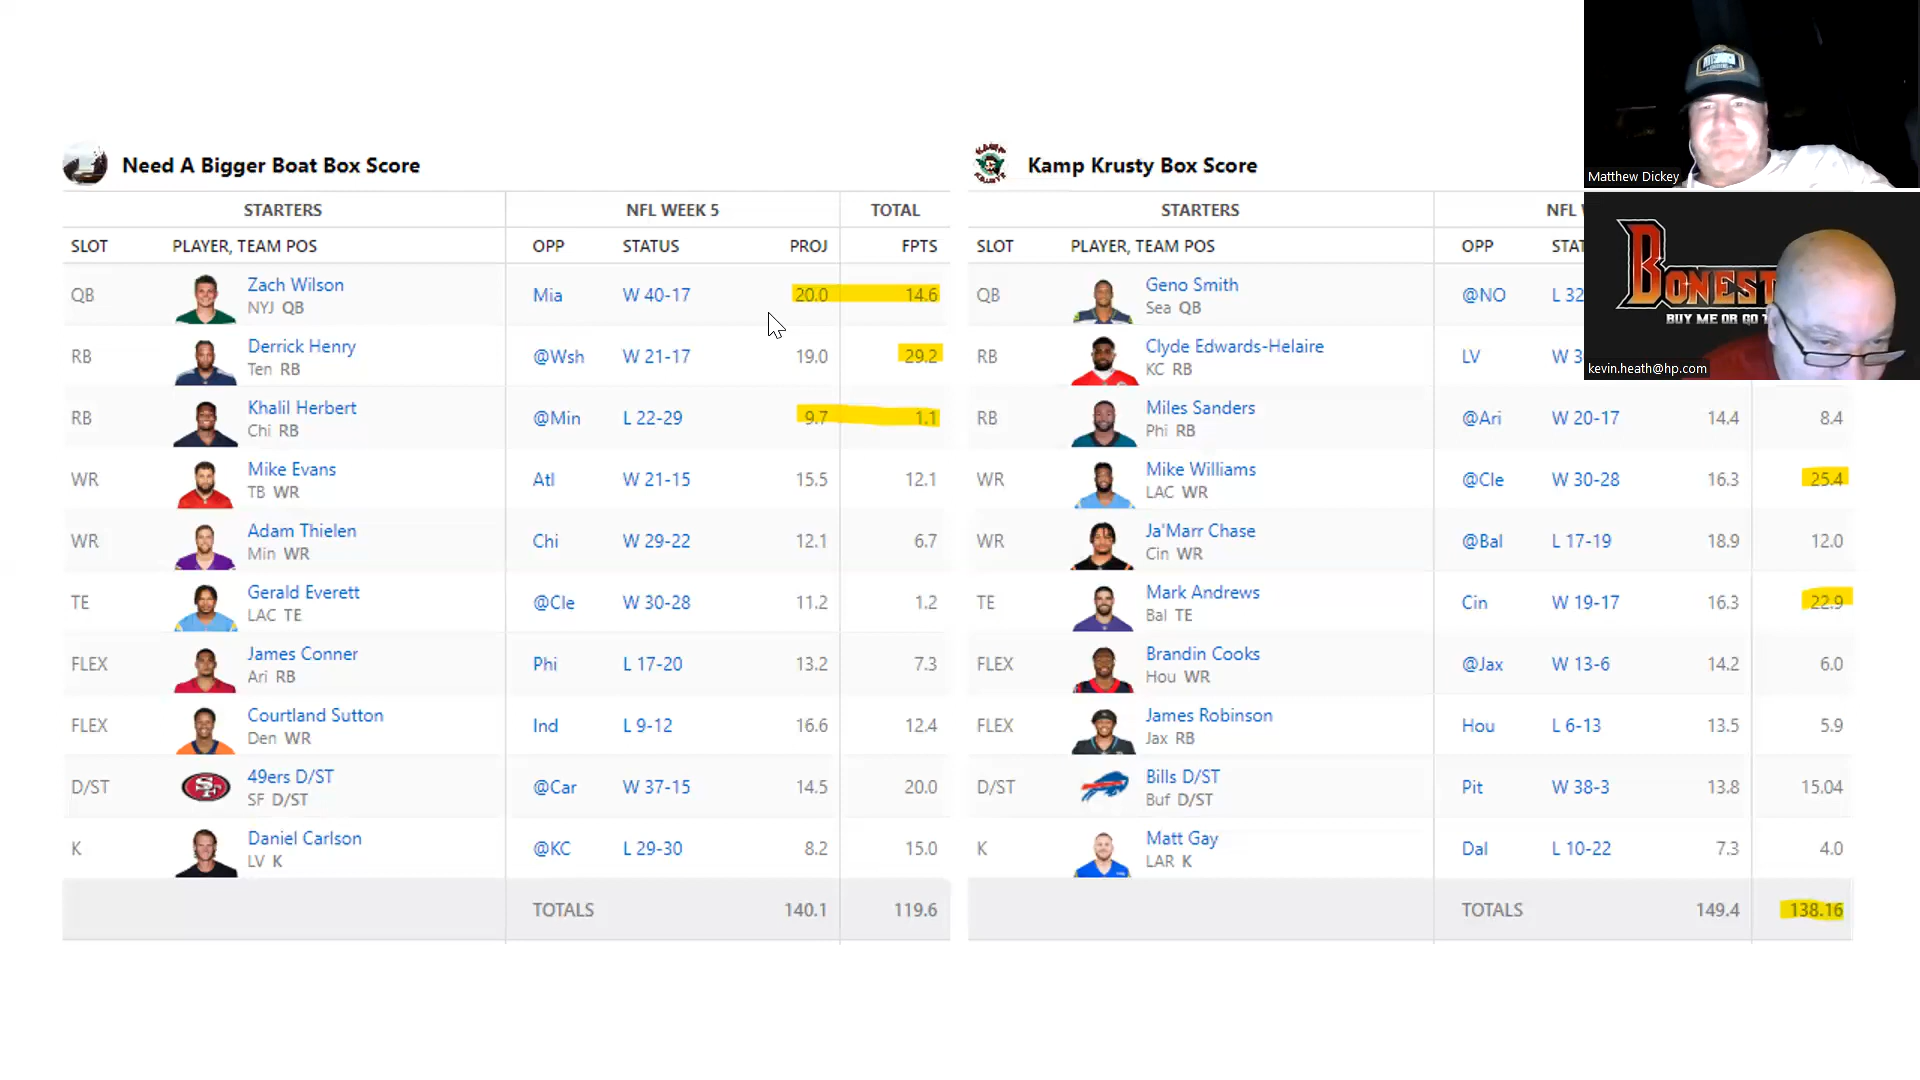 Need A Bigger Boat Box Score
STARTERS NFL WEEK 5 TOTAL
SLOT PLAYER, TEAM POS OPP STATUS PROJ FPTS
QB Zach Wilson NYJ QB Mia W 40-17 20.0 14.6
RB Derrick Henry Ten RB @Wsh W 21-17 19.0 29.2
RB Khalil Herbert Chi RB @Min L 22-29 9.7 1.1
WR Mike Evans TB WR Atl W 21-15 15.5 12.1
WR Adam Thielen Min WR Chi W 29-22 12.1 6.7
TE Gerald Everett LAC TE @Cle W 30-28 11.2 1.2
FLEX James Conner Ari RB Phi L 17-20 13.2 7.3
FLEX Courtland Sutton Den WR Ind L 9-12 16.6 12.4
D/ST 49ers D/ST SF D/ST @Car W 37-15 14.5 20.0
K Daniel Carlson LV K @KC L 29-30 8.2 15.0
TOTALS 140.1 119.6
KAMP
Kamp Krusty Box Score
STARTERS NFL
SLOT PLAYER, TEAM POS OPP STAT
QB Geno Smith Sea QB @NO L 32
RB Clyde Edwards-Helaire KC RB LV W 3
RB Miles Sanders Phi RB @Ari W 20-17 14.4 8.4
WR Mike Williams LAC WR @Cle W 30-28 16.3 25.4
WR Ja'Marr Chase Cin WR @Bal L 17-19 18.9 12.0
TE Mark Andrews Bal TE Cin W 19-17 16.3 22.9
FLEX Brandin Cooks Hou WR @Jax W 13-6 14.2 6.0
FLEX James Robinson Jax RB Hou L 6-13 13.5 5.9
D/ST Bills D/ST Buf D/ST Pit W 38-3 13.8 15.04
K Matt Gay LAR K Dal L 10-22 7.3 4.0
TOTALS 149.4 138.16
Matthew Dickey
BONEST
BUY ME OR GO T
kevin.heath@hp.com